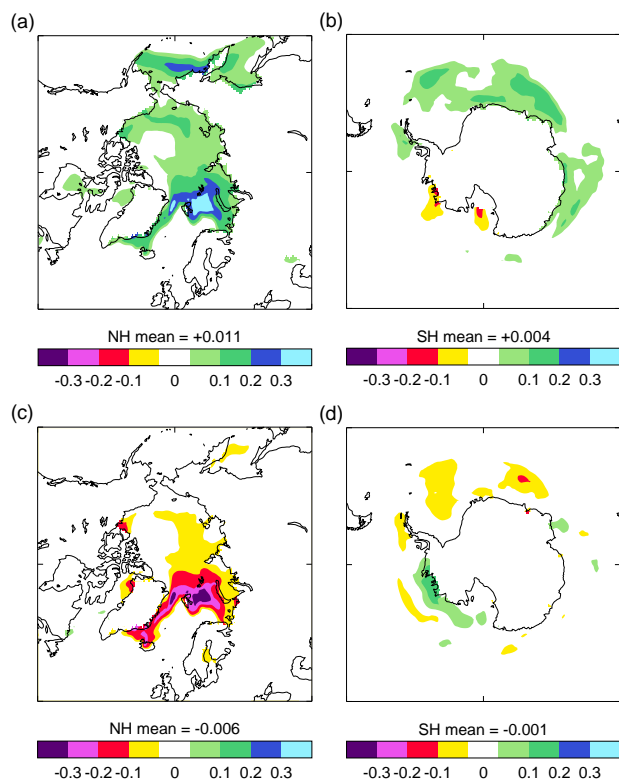 (a)
(b)
NH mean = +0.011
SH mean = +0.004
-0.3 -0.2 -0.1 0 0.1 0.2 0.3
-0.3 -0.2 -0.1 0 0.1 0.2 0.3
(c)
(d)
NH mean = -0.006
SH mean = -0.001
-0.3 -0.2 -0.1 0 0.1 0.2 0.3
-0.3 -0.2 -0.1 0 0.1 0.2 0.3